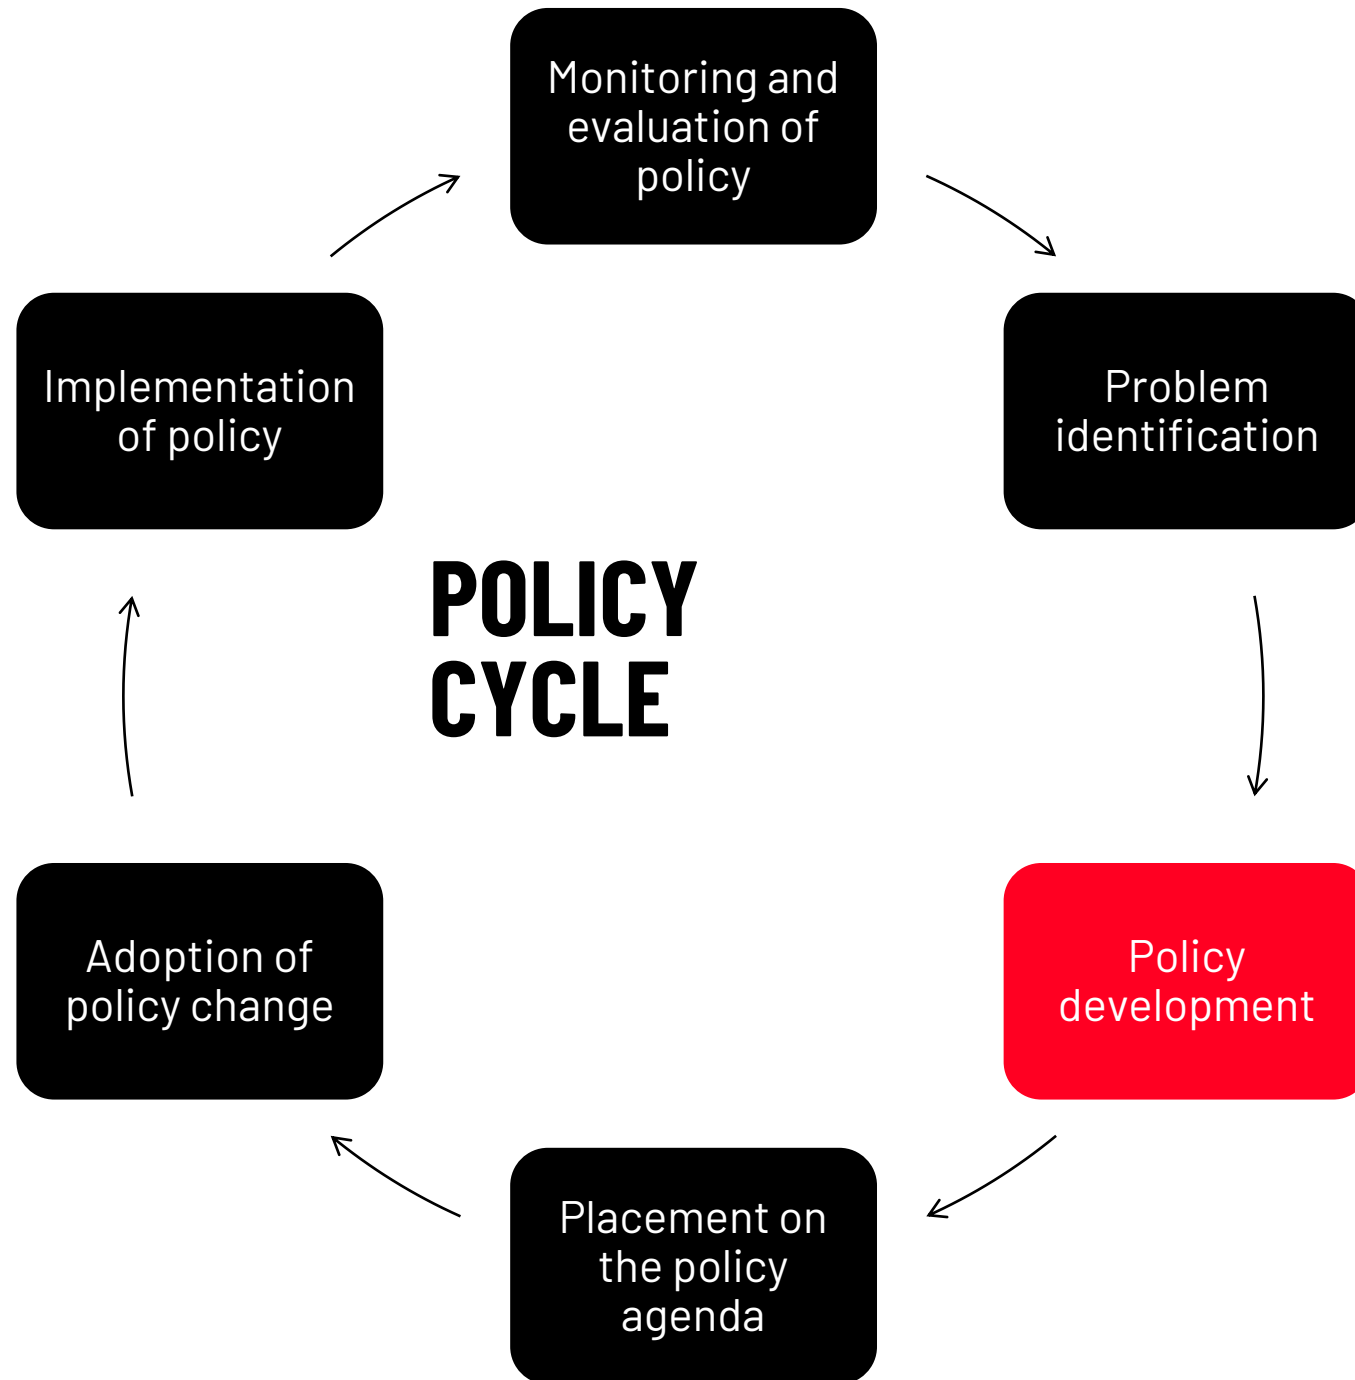 Monitoring and
evaluation of
policy
Problem
identification
Policy
development
Placement on
the policy
agenda
Adoption of
policy change
Implementation
of policy
POLICY
CYCLE